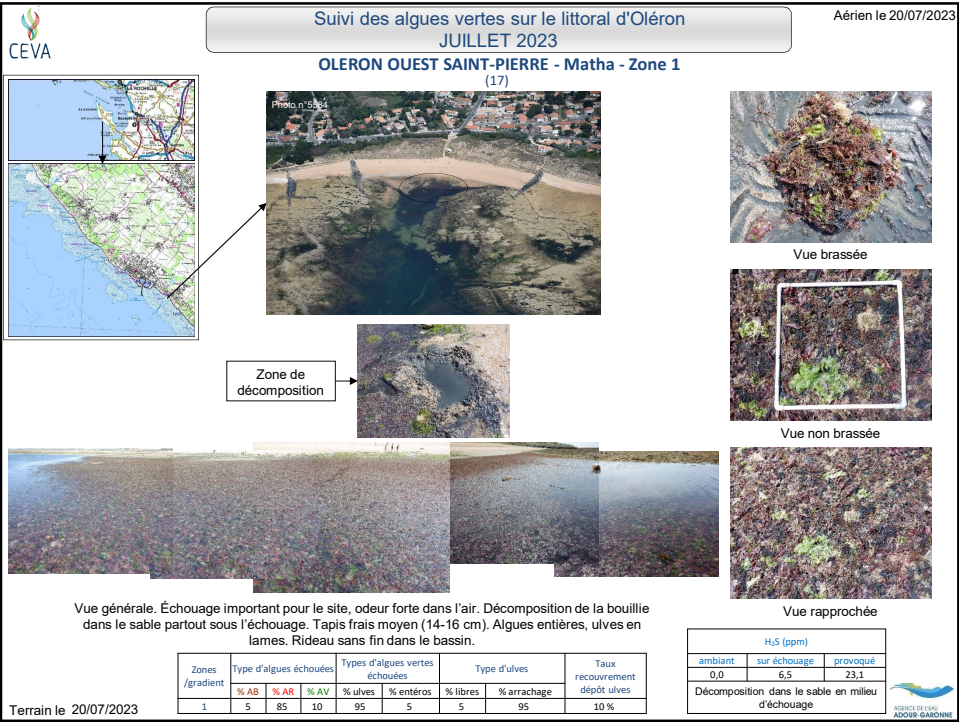 CEVA
Suivi des algues vertes sur le littoral d'Oléron
JUILLET 2023
Aérien le 20/07/2023
OLERON OUEST SAINT-PIERRE - Matha - Zone 1
(17)
Photo n°5584
LA ROCHELLE
Vue brassée
Zone de
décomposition
Vue non brassée
Vue rapprochée
Vue générale. Échouage important pour le site, odeur forte dans l'air. Décomposition de la bouillie
dans le sable partout sous l'échouage. Tapis frais moyen (14-16 cm). Algues entières, ulves en
lames. Rideau sans fin dans le bassin.
Zones /gradient Type d'algues échouées Types d'algues vertes échouées Type d'ulves Taux recouvrement dépôt ulves
% AB % AR % AV % ulves % entéros % libres % arrachage
1 5 85 10 95 5 5 95 10 %
H₂S (ppm)
ambiant sur échouage provoqué
0,0 6,5 23,1
Décomposition dans le sable en milieu
d'échouage
Terrain le 20/07/2023
AGENCE DE L'EAU
ADOUR-GARONNE